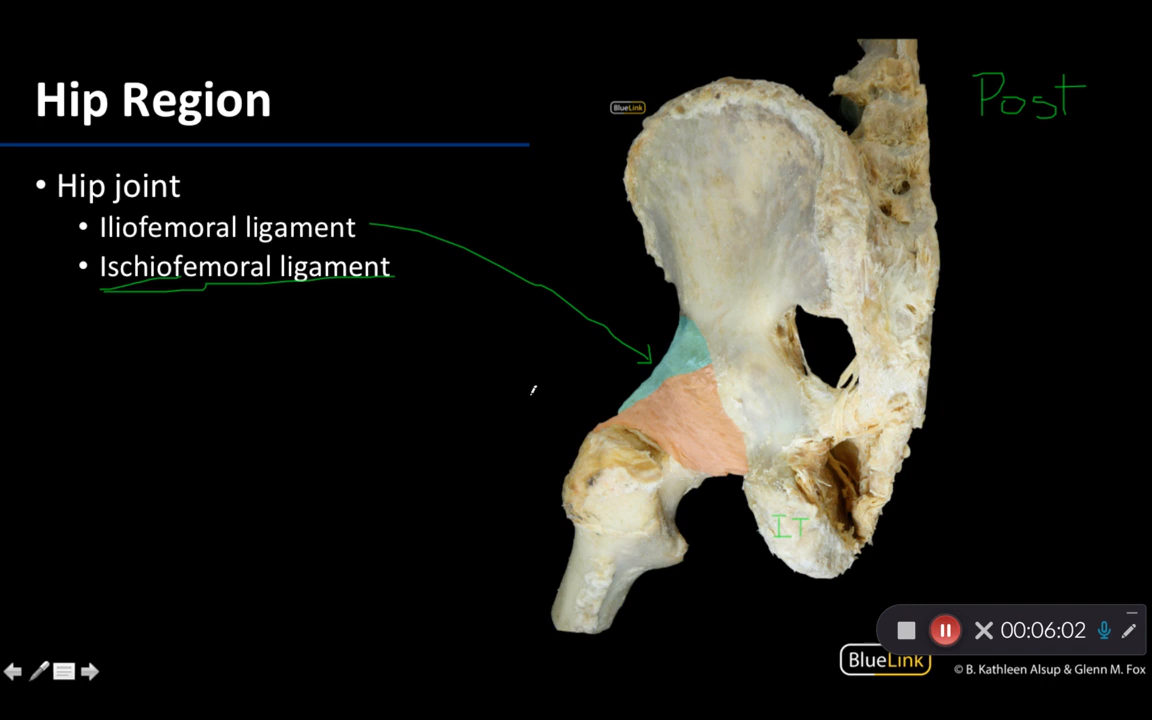 Hip Region
BlueLink
Post
• Hip joint
• Iliofemoral ligament
• Ischiofemoral ligament
IT
00:06:02
BlueLink
© B. Kathleen Alsup & Glenn M. Fox